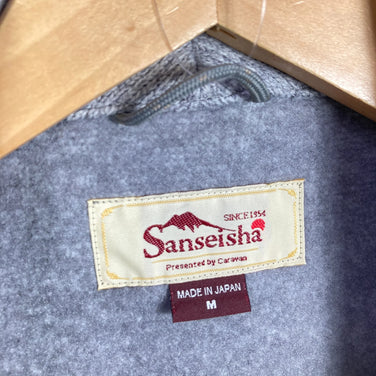 SINCE 1954
Sanseisha
Presented by Caravan
MADE IN JAPAN
M